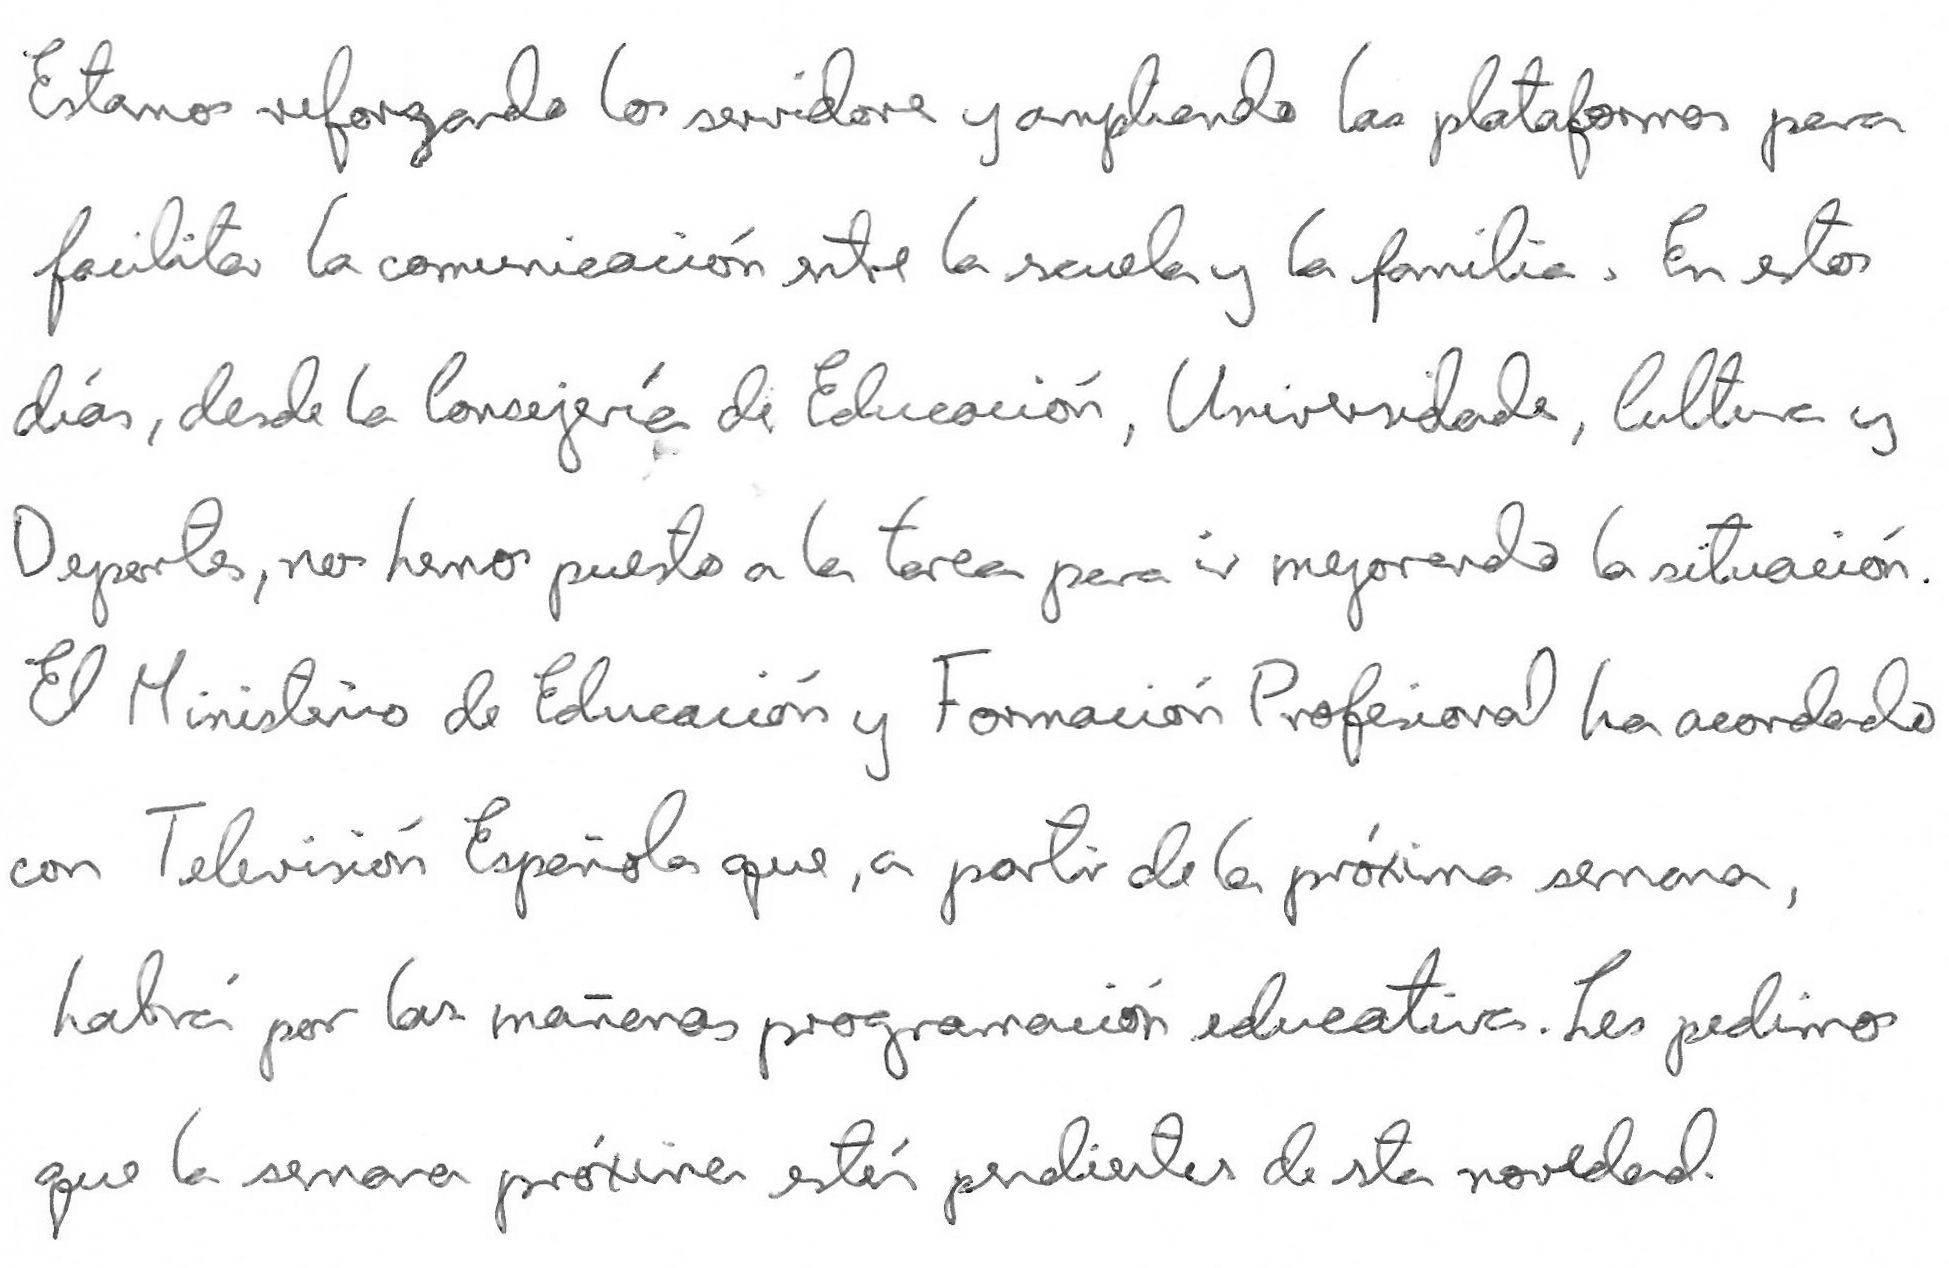 Estamos reforzando los servidores y ampliando las plataformas para
facilitar la comunicación entre la escuela y la familia. En estos
días, desde la Consejería de Educación, Universidades, Cultura y
Deportes, nos hemos puesto a la tarea para ir mejorando la situación.
El Ministerio de Educación y Formación Profesional ha acordado
con Televisión Española que, a partir de la próxima semana,
habrá por las mañanas programación educativa. Les pedimos
que la semana próxima estén pendientes de esta novedad.